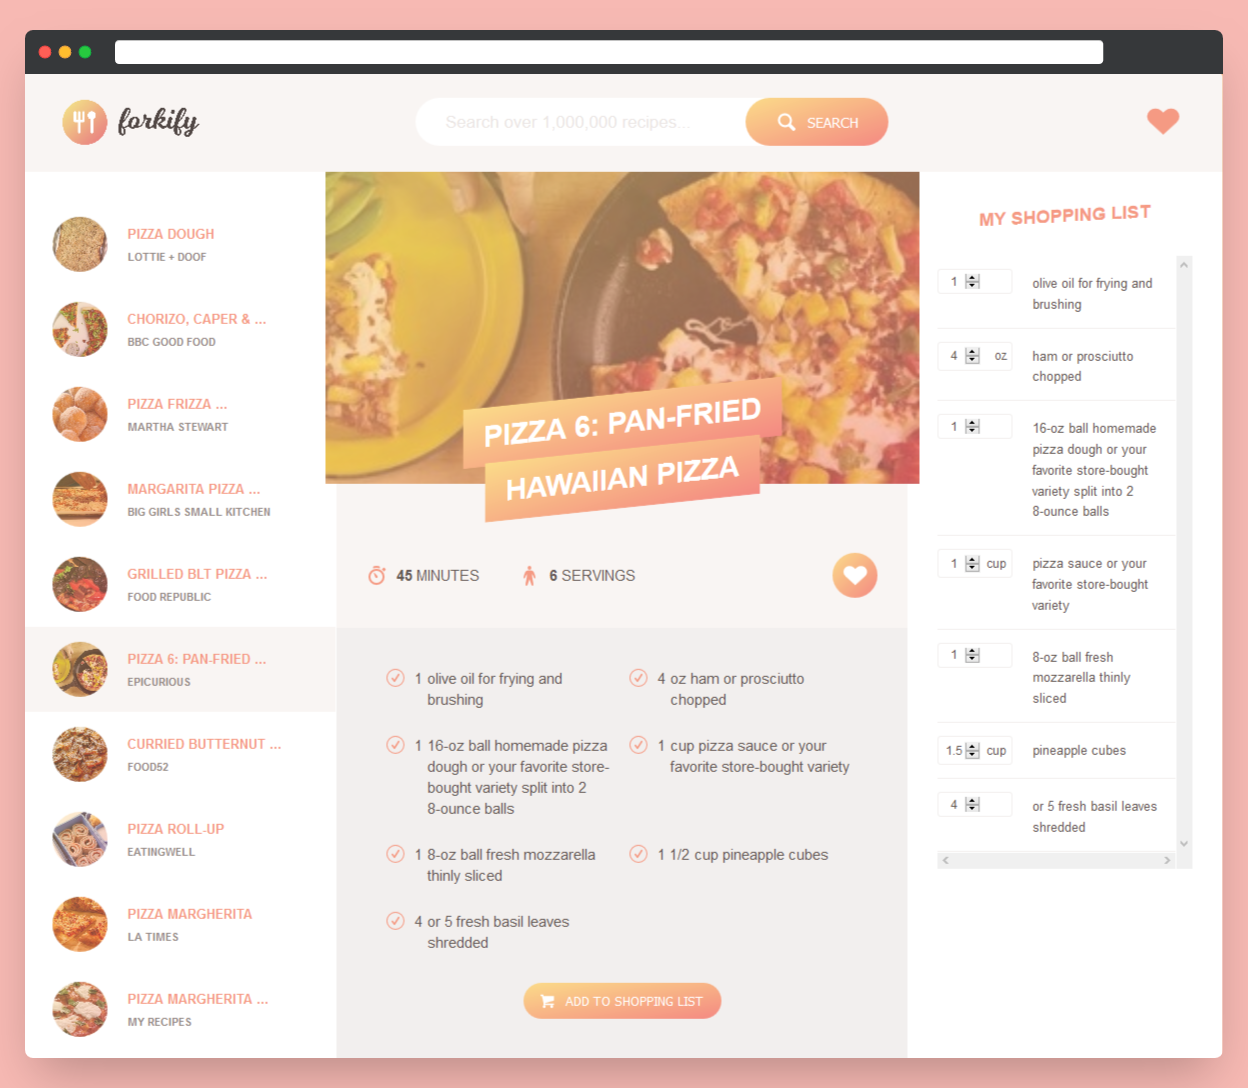 forkify
Search over 1,000,000 recipes...
SEARCH
PIZZA DOUGH
LOTTIE + DOOF
CHORIZO, CAPER & ...
BBC GOOD FOOD
PIZZA FRIZZA ...
MARTHA STEWART
MARGARITA PIZZA ...
BIG GIRLS SMALL KITCHEN
GRILLED BLT PIZZA ...
FOOD REPUBLIC
PIZZA 6: PAN-FRIED ...
EPICURIOUS
CURRIED BUTTERNUT ...
FOOD52
PIZZA ROLL-UP
EATINGWELL
PIZZA MARGHERITA
LA TIMES
PIZZA MARGHERITA ...
MY RECIPES
PIZZA 6: PAN-FRIED
HAWAIIAN PIZZA
45 MINUTES
6 SERVINGS
1 olive oil for frying and
brushing
4 oz ham or prosciutto
chopped
1 16-oz ball homemade pizza
dough or your favorite store-
bought variety split into 2
8-ounce balls
1 cup pizza sauce or your
favorite store-bought variety
1 8-oz ball fresh mozzarella
thinly sliced
1 1/2 cup pineapple cubes
4 or 5 fresh basil leaves
shredded
ADD TO SHOPPING LIST
MY SHOPPING LIST
1 olive oil for frying and
brushing
4 oz ham or prosciutto
chopped
1 16-oz ball homemade
pizza dough or your
favorite store-bought
variety split into 2
8-ounce balls
1 cup pizza sauce or your
favorite store-bought
variety
1 8-oz ball fresh
mozzarella thinly
sliced
1.5 cup pineapple cubes
4 or 5 fresh basil leaves
shredded